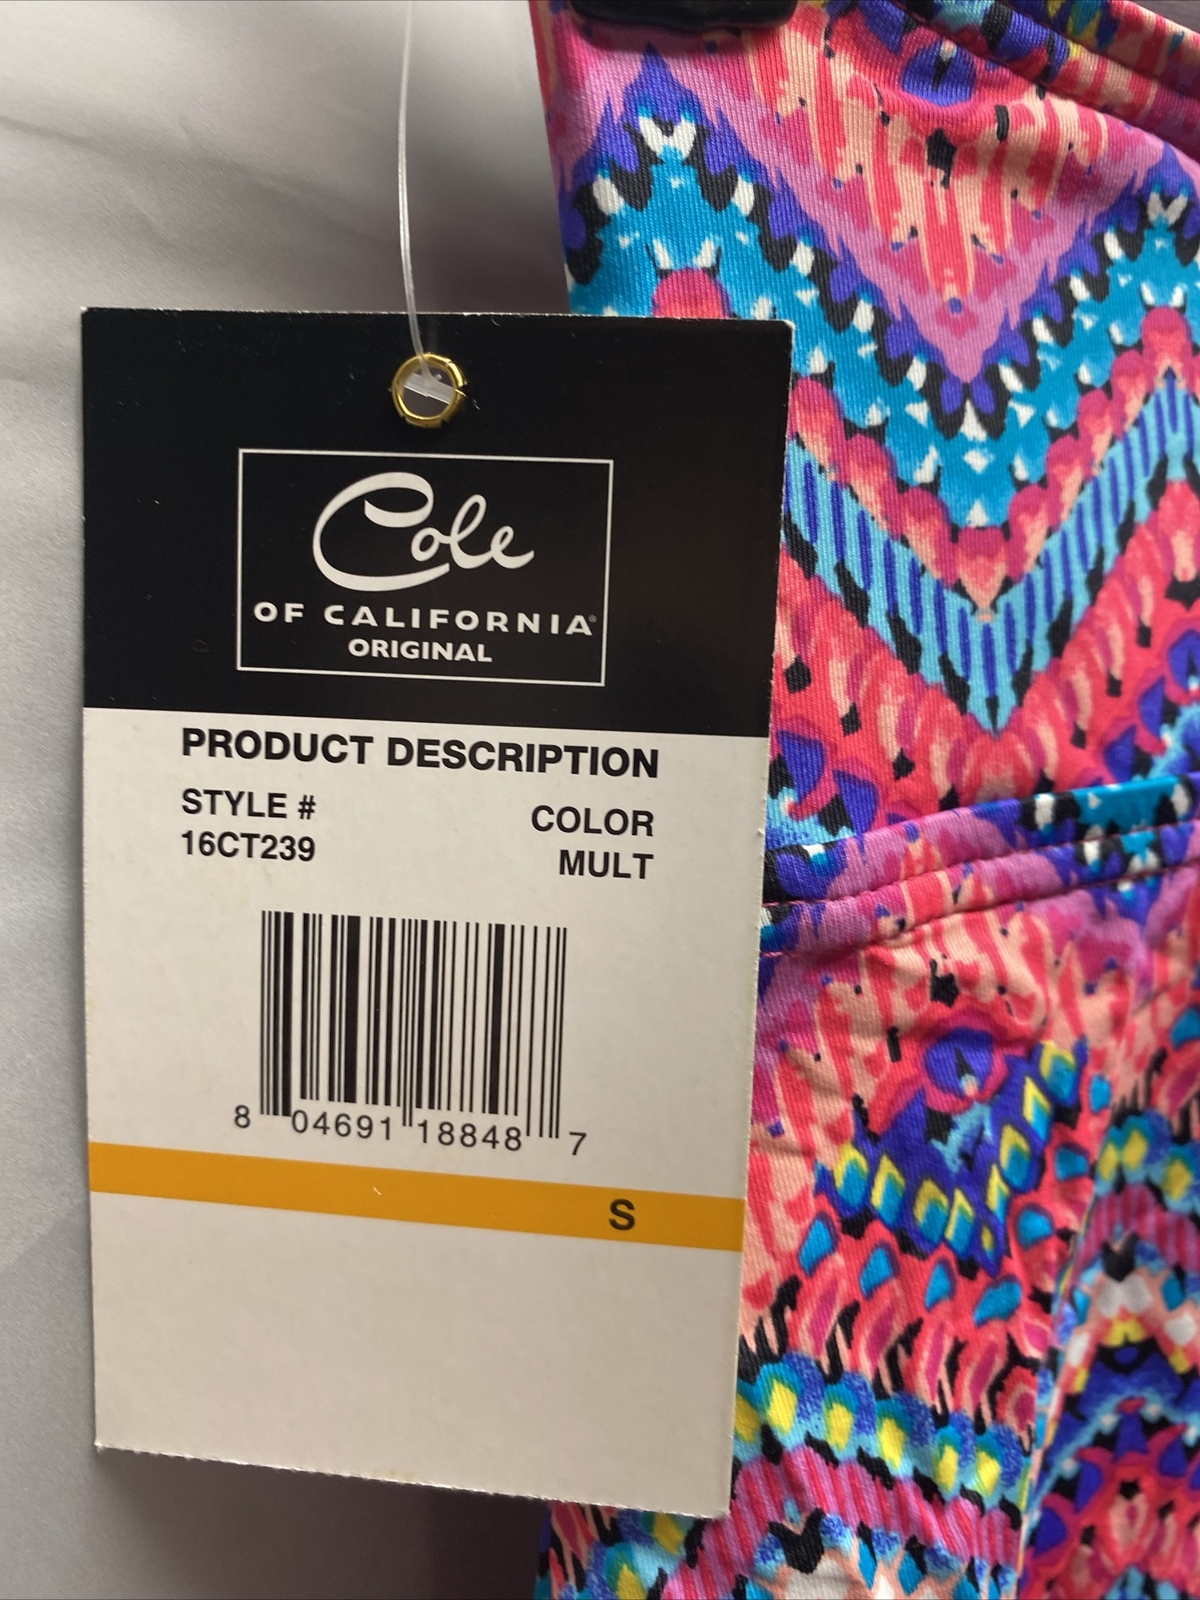 Cole
OF CALIFORNIA®
ORIGINAL
PRODUCT DESCRIPTION
STYLE # COLOR
16CT239 MULT
8 04691 18848 7
S